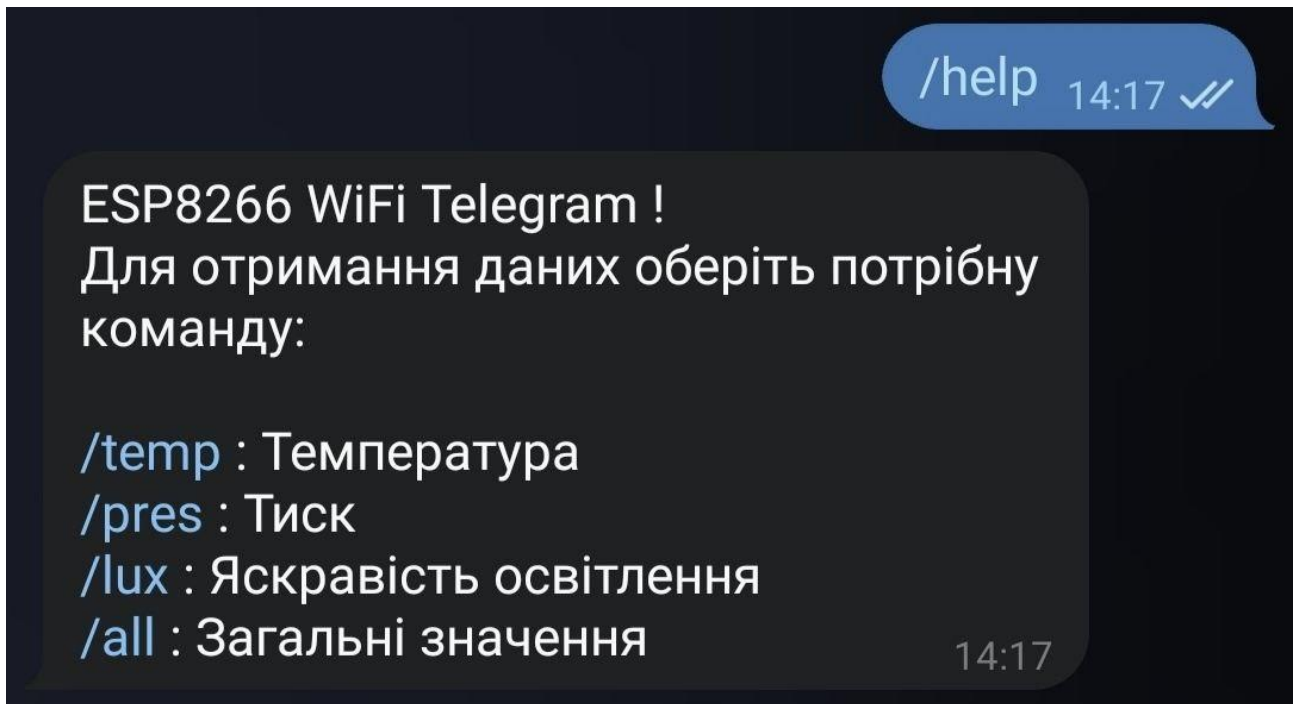 /help 14:17
ESP8266 WiFi Telegram !
Для отримання даних оберіть потрібну
команду:
/temp : Температура
/pres : Тиск
/lux : Яскравість освітлення
/all : Загальні значення
14:17